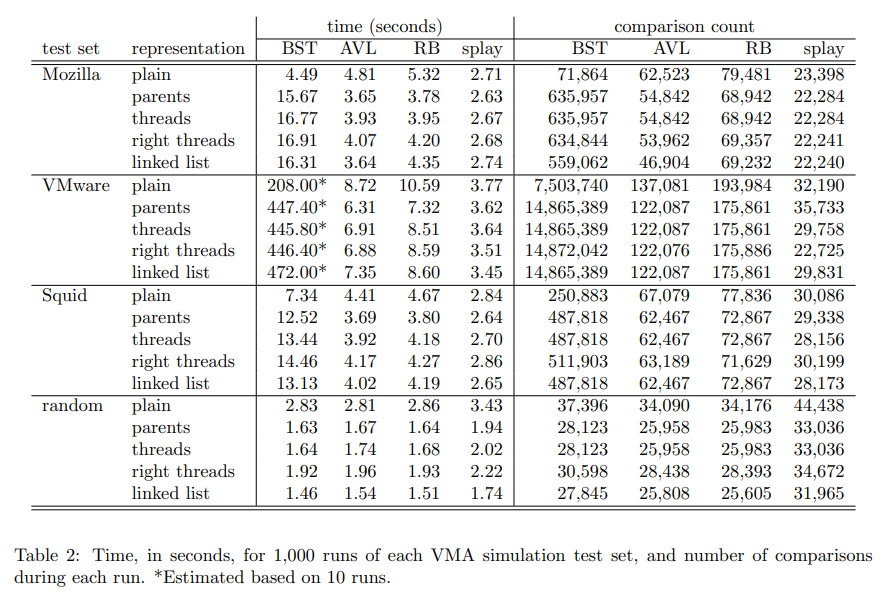 time (seconds) comparison count
test set representation BST AVL RB splay BST AVL RB splay
Mozilla plain 4.49 4.81 5.32 2.71 71,864 62,523 79,481 23,398
parents 15.67 3.65 3.78 2.63 635,957 54,842 68,942 22,284
threads 16.77 3.93 3.95 2.67 635,957 54,842 68,942 22,284
right threads 16.91 4.07 4.20 2.68 634,844 53,962 69,357 22,241
linked list 16.31 3.64 4.35 2.74 559,062 46,904 69,232 22,240
VMware plain 208.00* 8.72 10.59 3.77 7,503,740 137,081 193,984 32,190
parents 447.40* 6.31 7.32 3.62 14,865,389 122,087 175,861 35,733
threads 445.80* 6.91 8.51 3.64 14,865,389 122,087 175,861 29,758
right threads 446.40* 6.88 8.59 3.51 14,872,042 122,076 175,886 22,725
linked list 472.00* 7.35 8.60 3.45 14,865,389 122,087 175,861 29,831
Squid plain 7.34 4.41 4.67 2.84 250,883 67,079 77,836 30,086
parents 12.52 3.69 3.80 2.64 487,818 62,467 72,867 29,338
threads 13.44 3.92 4.18 2.70 487,818 62,467 72,867 28,156
right threads 14.46 4.17 4.27 2.86 511,903 63,189 71,629 30,199
linked list 13.13 4.02 4.19 2.65 487,818 62,467 72,867 28,173
random plain 2.83 2.81 2.86 3.43 37,396 34,090 34,176 44,438
parents 1.63 1.67 1.64 1.94 28,123 25,958 25,983 33,036
threads 1.64 1.74 1.68 2.02 28,123 25,958 25,983 33,036
right threads 1.92 1.96 1.93 2.22 30,598 28,438 28,393 34,672
linked list 1.46 1.54 1.51 1.74 27,845 25,808 25,605 31,965
Table 2: Time, in seconds, for 1,000 runs of each VMA simulation test set, and number of comparisons
during each run. *Estimated based on 10 runs.